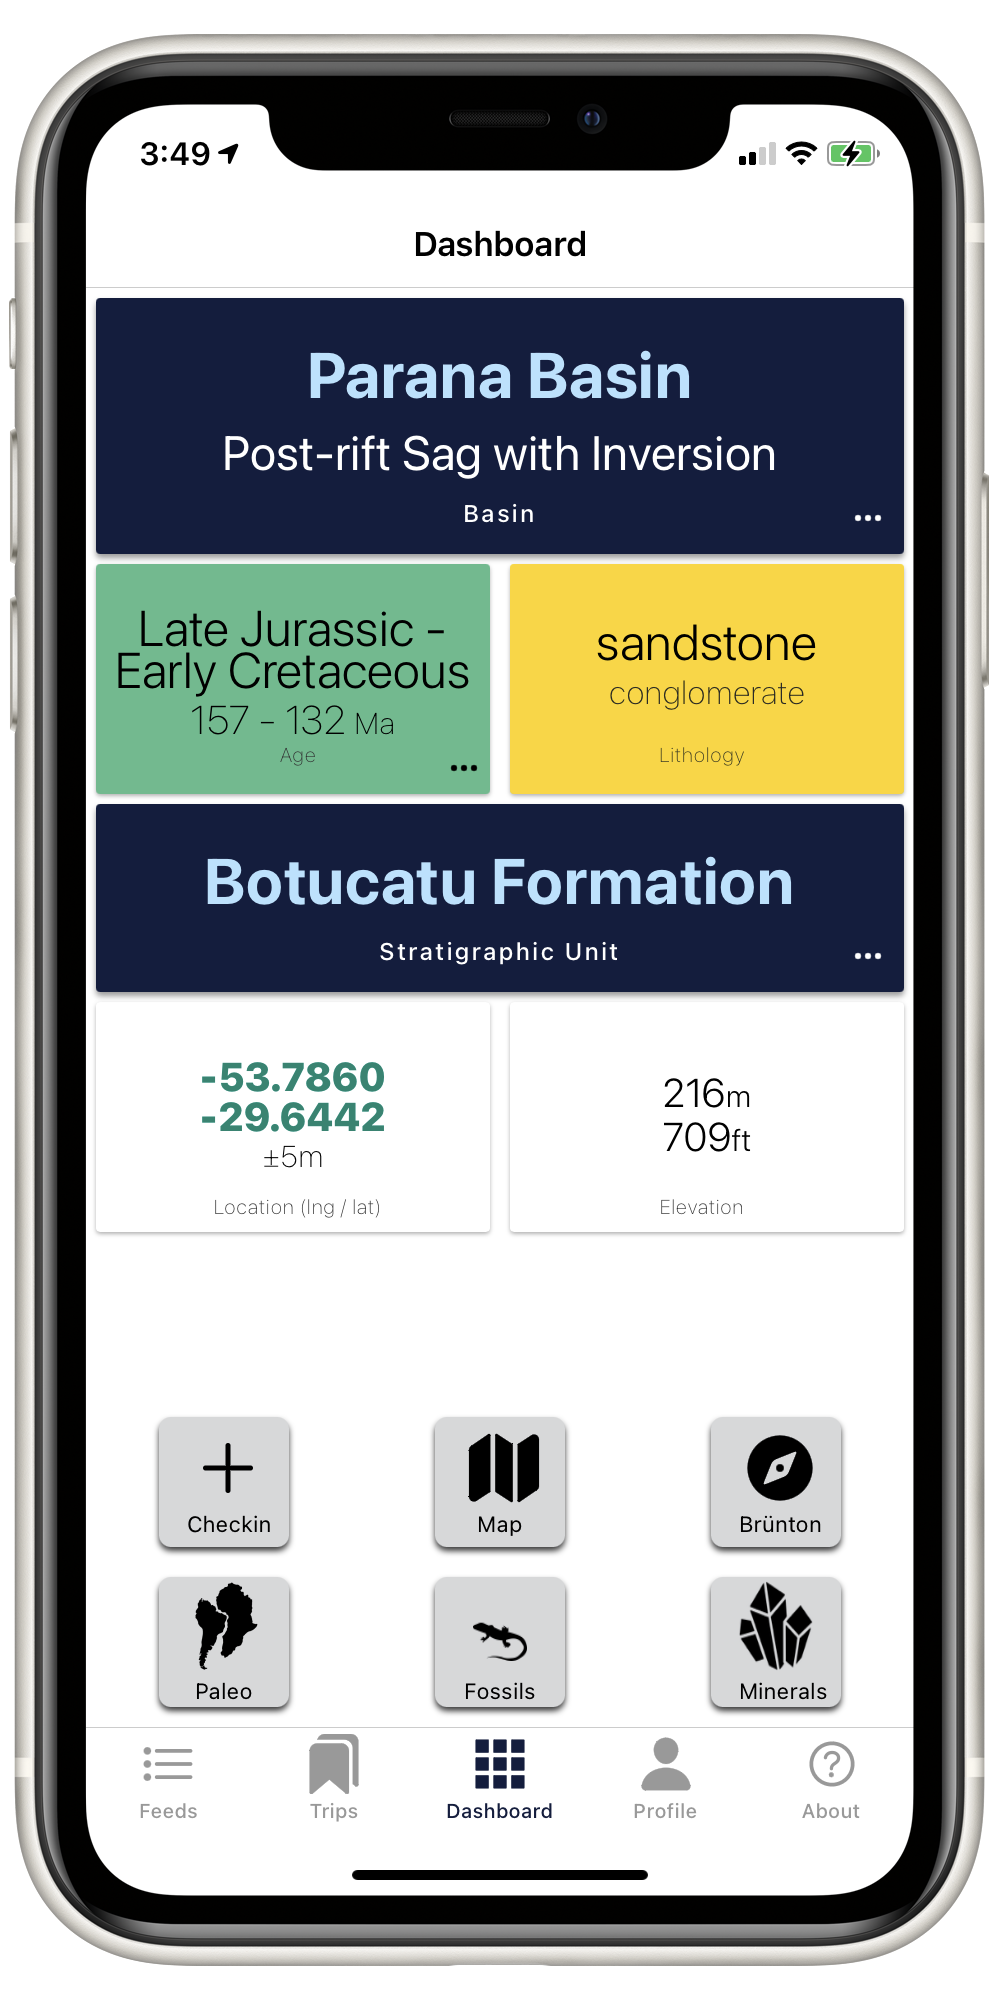 3:49
Dashboard
Parana Basin
Post-rift Sag with Inversion
Basin
Late Jurassic -
Early Cretaceous
157 - 132 Ma
Age
sandstone
conglomerate
Lithology
Botucatu Formation
Stratigraphic Unit
-53.7860
-29.6442
±5m
Location (lng / lat)
216m
709ft
Elevation
Checkin
Map
Brünton
Paleo
Fossils
Minerals
Feeds
Trips
Dashboard
Profile
About